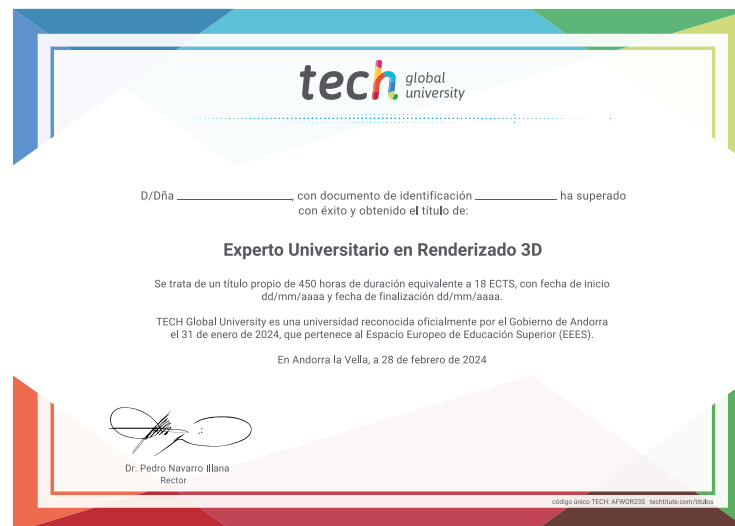 tech global
university
D/Dña ______________, con documento de identificación __________ ha superado
con éxito y obtenido el título de:
Experto Universitario en Renderizado 3D
Se trata de un título propio de 450 horas de duración equivalente a 18 ECTS, con fecha de inicio
dd/mm/aaaa y fecha de finalización dd/mm/aaaa.
TECH Global University es una universidad reconocida oficialmente por el Gobierno de Andorra
el 31 de enero de 2024, que pertenece al Espacio Europeo de Educación Superior (EEES).
En Andorra la Vella, a 28 de febrero de 2024
Dr. Pedro Navarro Illana
Rector
código único TECH: AFWOR23S techtitute.com/titulos